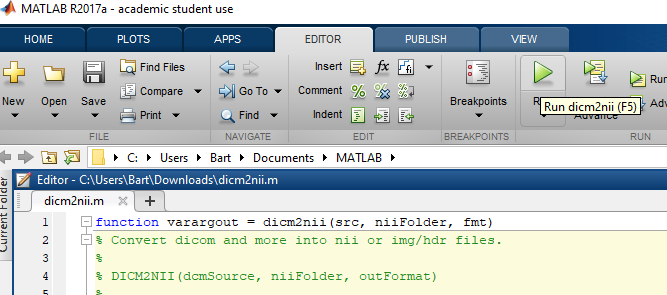 MATLAB R2017a - academic student use
HOME PLOTS APPS EDITOR PUBLISH VIEW
New Open Save Find Files Compare Print
FILE
Go To Find
NAVIGATE
Insert fx
Comment
Indent
EDIT
Breakpoints
BREAKPOINTS
Run dicm2nii (F5)
Advance
Run
RUN
C: Users Bart Documents MATLAB
Current Folder
Editor - C:\Users\Bart\Downloads\dicm2nii.m
dicm2nii.m
1 function varargout = dicm2nii(src, niiFolder, fmt)
2 % Convert dicom and more into nii or img/hdr files.
3 %
4 % DICM2NII(dcmSource, niiFolder, outFormat)
5 %